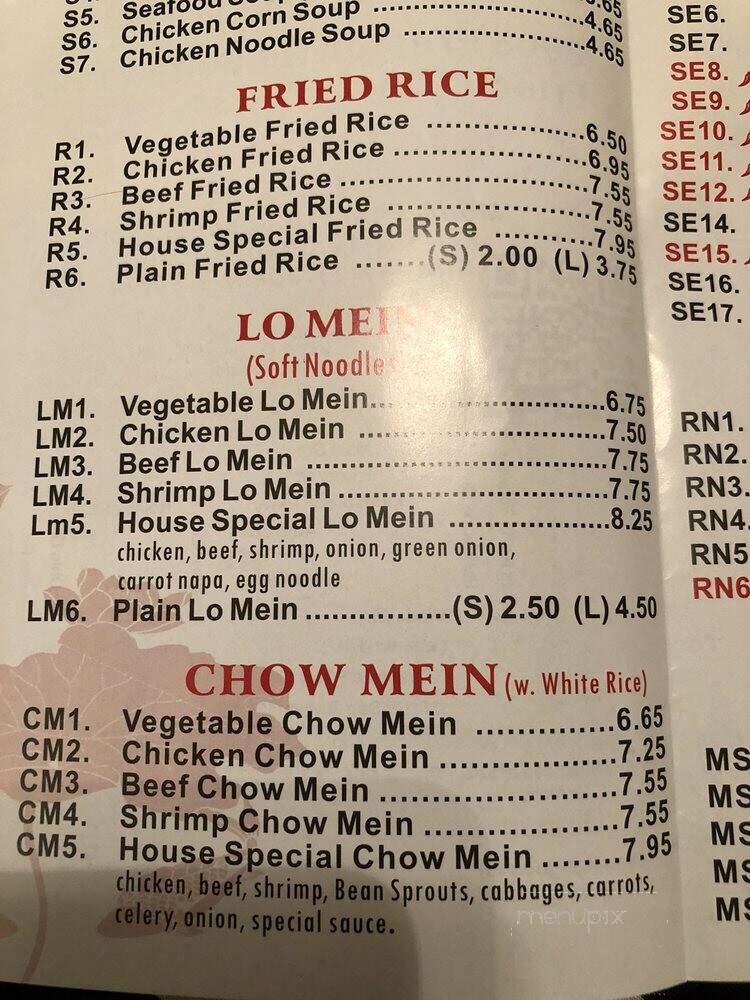 S5. Seafood Soup 6.65
S6. Chicken Corn Soup 4.65
S7. Chicken Noodle Soup 4.65
FRIED RICE
R1. Vegetable Fried Rice 6.50
R2. Chicken Fried Rice 6.95
R3. Beef Fried Rice 7.55
R4. Shrimp Fried Rice 7.55
R5. House Special Fried Rice 7.95
R6. Plain Fried Rice (S) 2.00 (L) 3.75
LO MEIN
(Soft Noodle
LM1. Vegetable Lo Mein 6.75
LM2. Chicken Lo Mein 7.50
LM3. Beef Lo Mein 7.75
LM4. Shrimp Lo Mein 7.75
Lm5. House Special Lo Mein 8.25
chicken, beef, shrimp, onion, green onion,
carrot napa, egg noodle
LM6. Plain Lo Mein (S) 2.50 (L) 4.50
CHOW MEIN (w. White Rice)
CM1. Vegetable Chow Mein 6.65
CM2. Chicken Chow Mein 7.25
CM3. Beef Chow Mein 7.55
CM4. Shrimp Chow Mein 7.55
CM5. House Special Chow Mein 7.95
chicken, beef, shrimp, Bean Sprouts, cabbages, carrots,
celery, onion, special sauce.
menupix
SE6.
SE7.
SE8.
SE9.
SE10.
SE11.
SE12.
SE14.
SE15.
SE16.
SE17.
RN1.
RN2.
RN3.
RN4.
RN5
RN6
MS
MS
MS
MS
MS